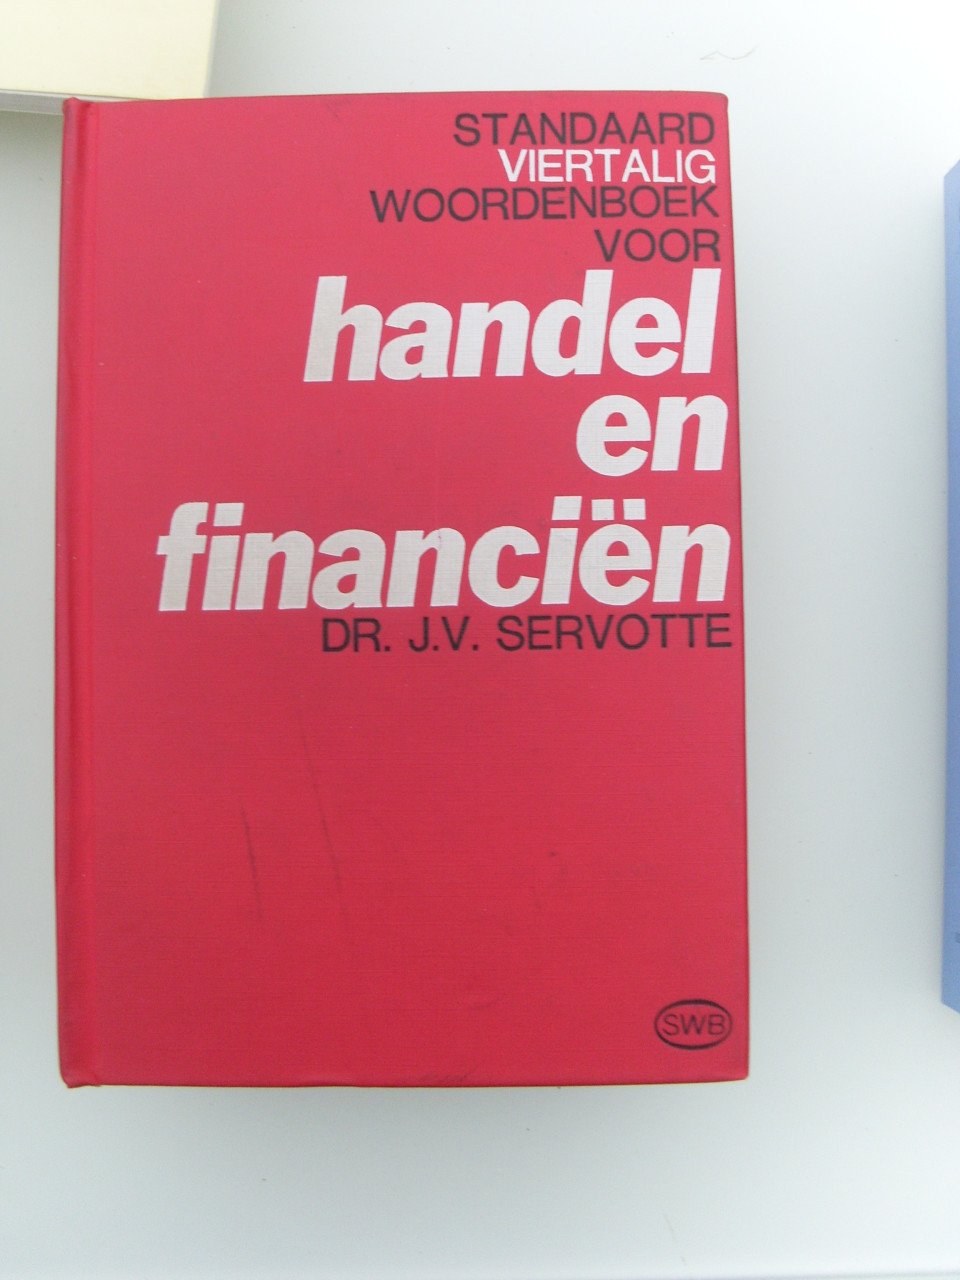 STANDAARD
VIERTALIG
WOORDENBOEK
VOOR
handel
en
financiën
DR. J.V. SERVOTTE
SWB